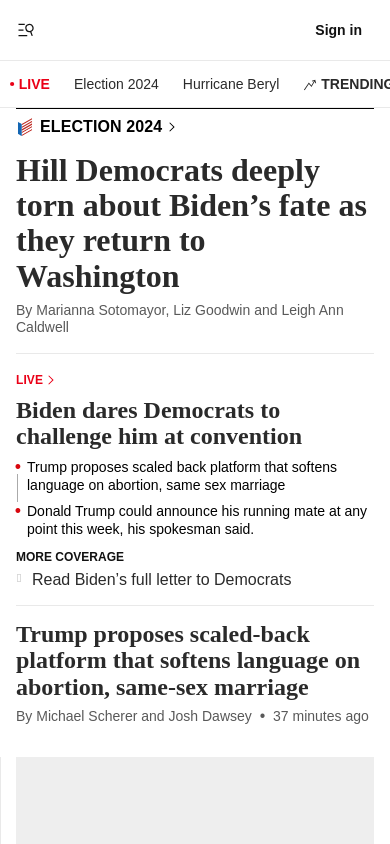 Sign in
• LIVE Election 2024 Hurricane Beryl TRENDING
ELECTION 2024
Hill Democrats deeply
torn about Biden’s fate as
they return to
Washington
By Marianna Sotomayor, Liz Goodwin and Leigh Ann
Caldwell
LIVE
Biden dares Democrats to
challenge him at convention
Trump proposes scaled back platform that softens
language on abortion, same sex marriage
Donald Trump could announce his running mate at any
point this week, his spokesman said.
MORE COVERAGE
Read Biden’s full letter to Democrats
Trump proposes scaled-back
platform that softens language on
abortion, same-sex marriage
By Michael Scherer and Josh Dawsey • 37 minutes ago